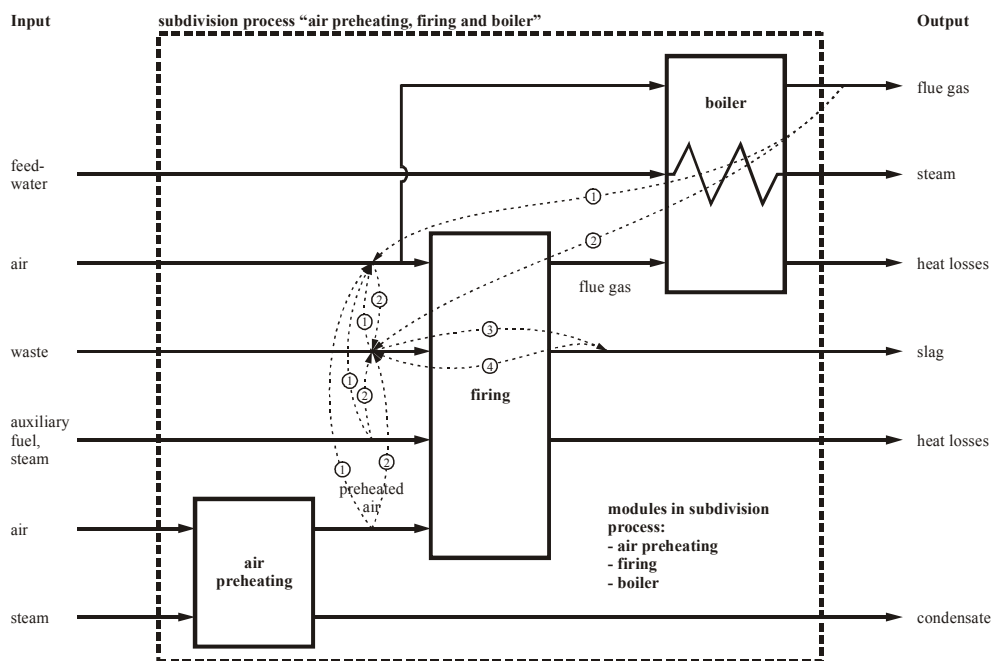 Input
subdivision process “air preheating, firing and boiler”
Output
boiler
flue gas
feed-
water
steam
①
②
air
flue gas
heat losses
②
①
③
waste
slag
④
firing
①
②
auxiliary
fuel,
steam
heat losses
①
②
preheated
air
air
modules in subdivision
process:
- air preheating
- firing
- boiler
air
preheating
steam
condensate